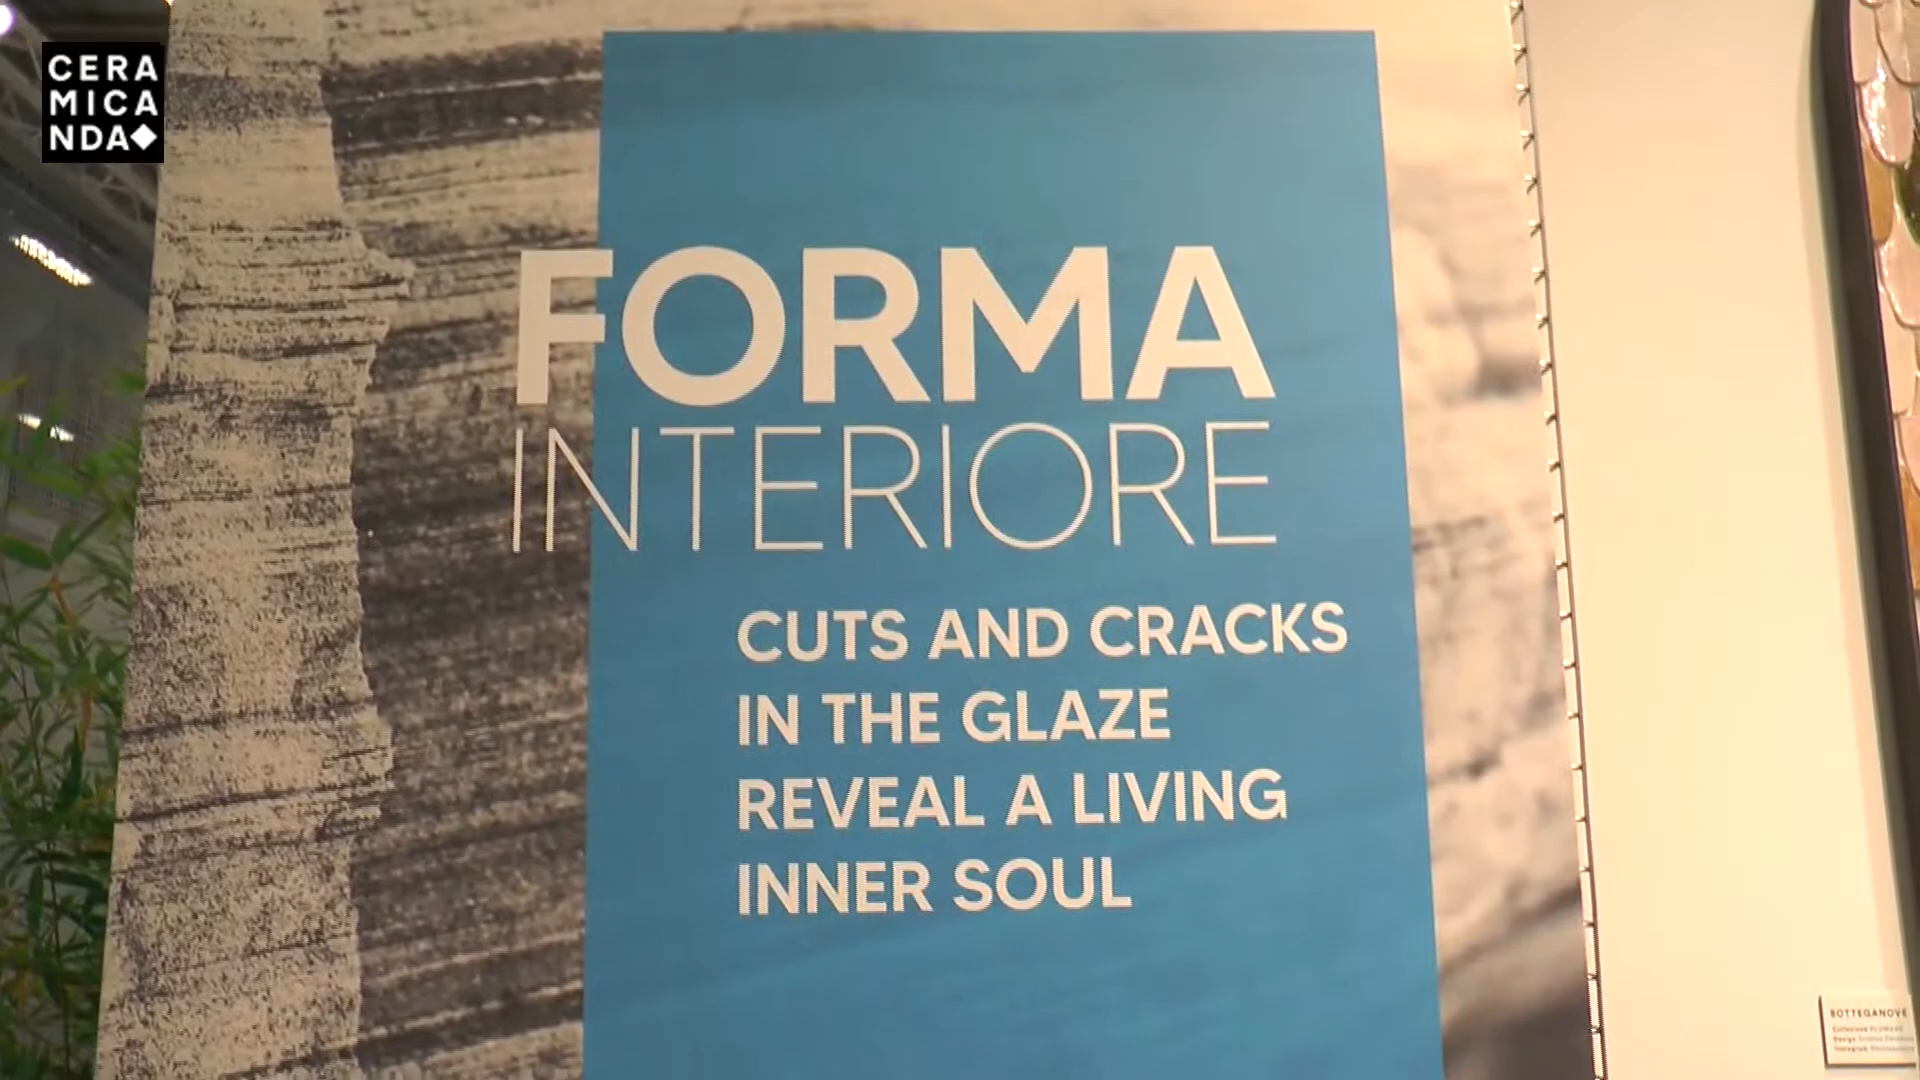 CERA
MICA
NDA
FORMA
INTERIORE
CUTS AND CRACKS
IN THE GLAZE
REVEAL A LIVING
INNER SOUL
BOTTEGANOVE